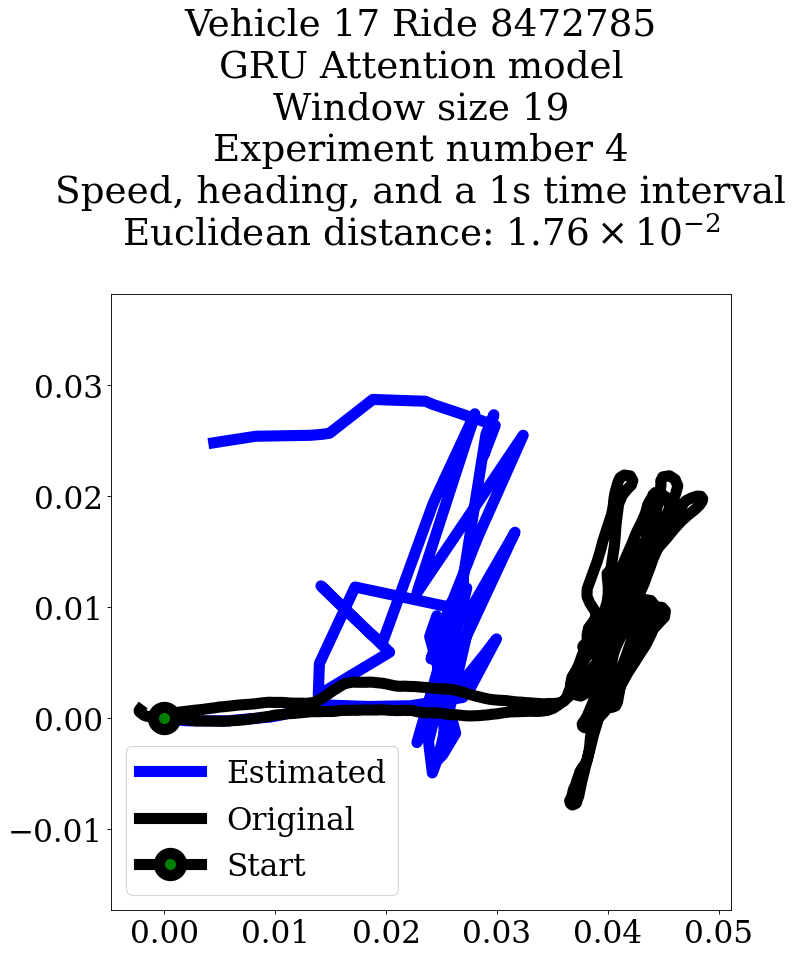 Vehicle 17 Ride 8472785
GRU Attention model
Window size 19
Experiment number 4
Speed, heading, and a 1s time interval
Euclidean distance: 1.76 × 10⁻²
0.03
0.02
0.01
0.00
−0.01
Estimated
Original
Start
0.00 0.01 0.02 0.03 0.04 0.05